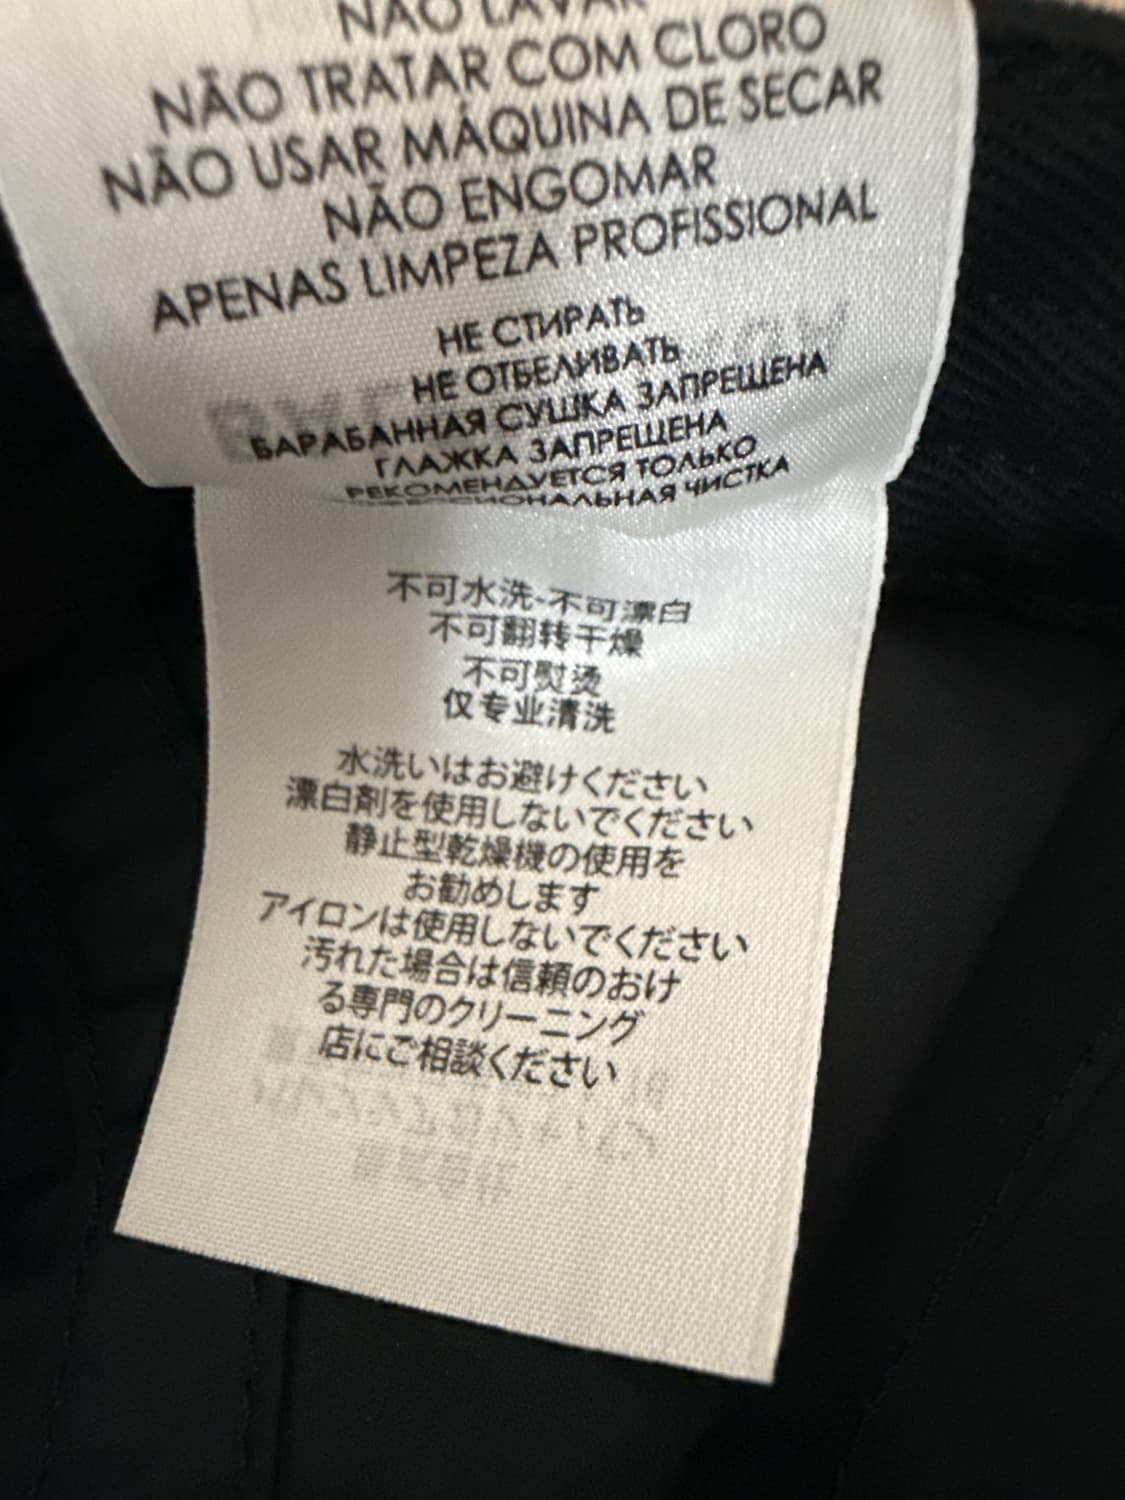 NÃO LAVAR
NÃO TRATAR COM CLORO
NÃO USAR MÁQUINA DE SECAR
NÃO ENGOMAR
APENAS LIMPEZA PROFISSIONAL
НЕ СТИРАТЬ
НЕ ОТБЕЛИВАТЬ
БАРАБАННАЯ СУШКА ЗАПРЕЩЕНА
ГЛАЖКА ЗАПРЕЩЕНА
РЕКОМЕНДУЕТСЯ ТОЛЬКО
ЧИСТКА
不可水洗-不可漂白
不可翻转干燥
不可熨烫
仅专业清洗
水洗いはお避けください
漂白剤を使用しないでください
静止型乾燥機の使用を
お勧めします
アイロンは使用しないでください
汚れた場合は信頼のおけ
る専門のクリーニング
店にご相談ください